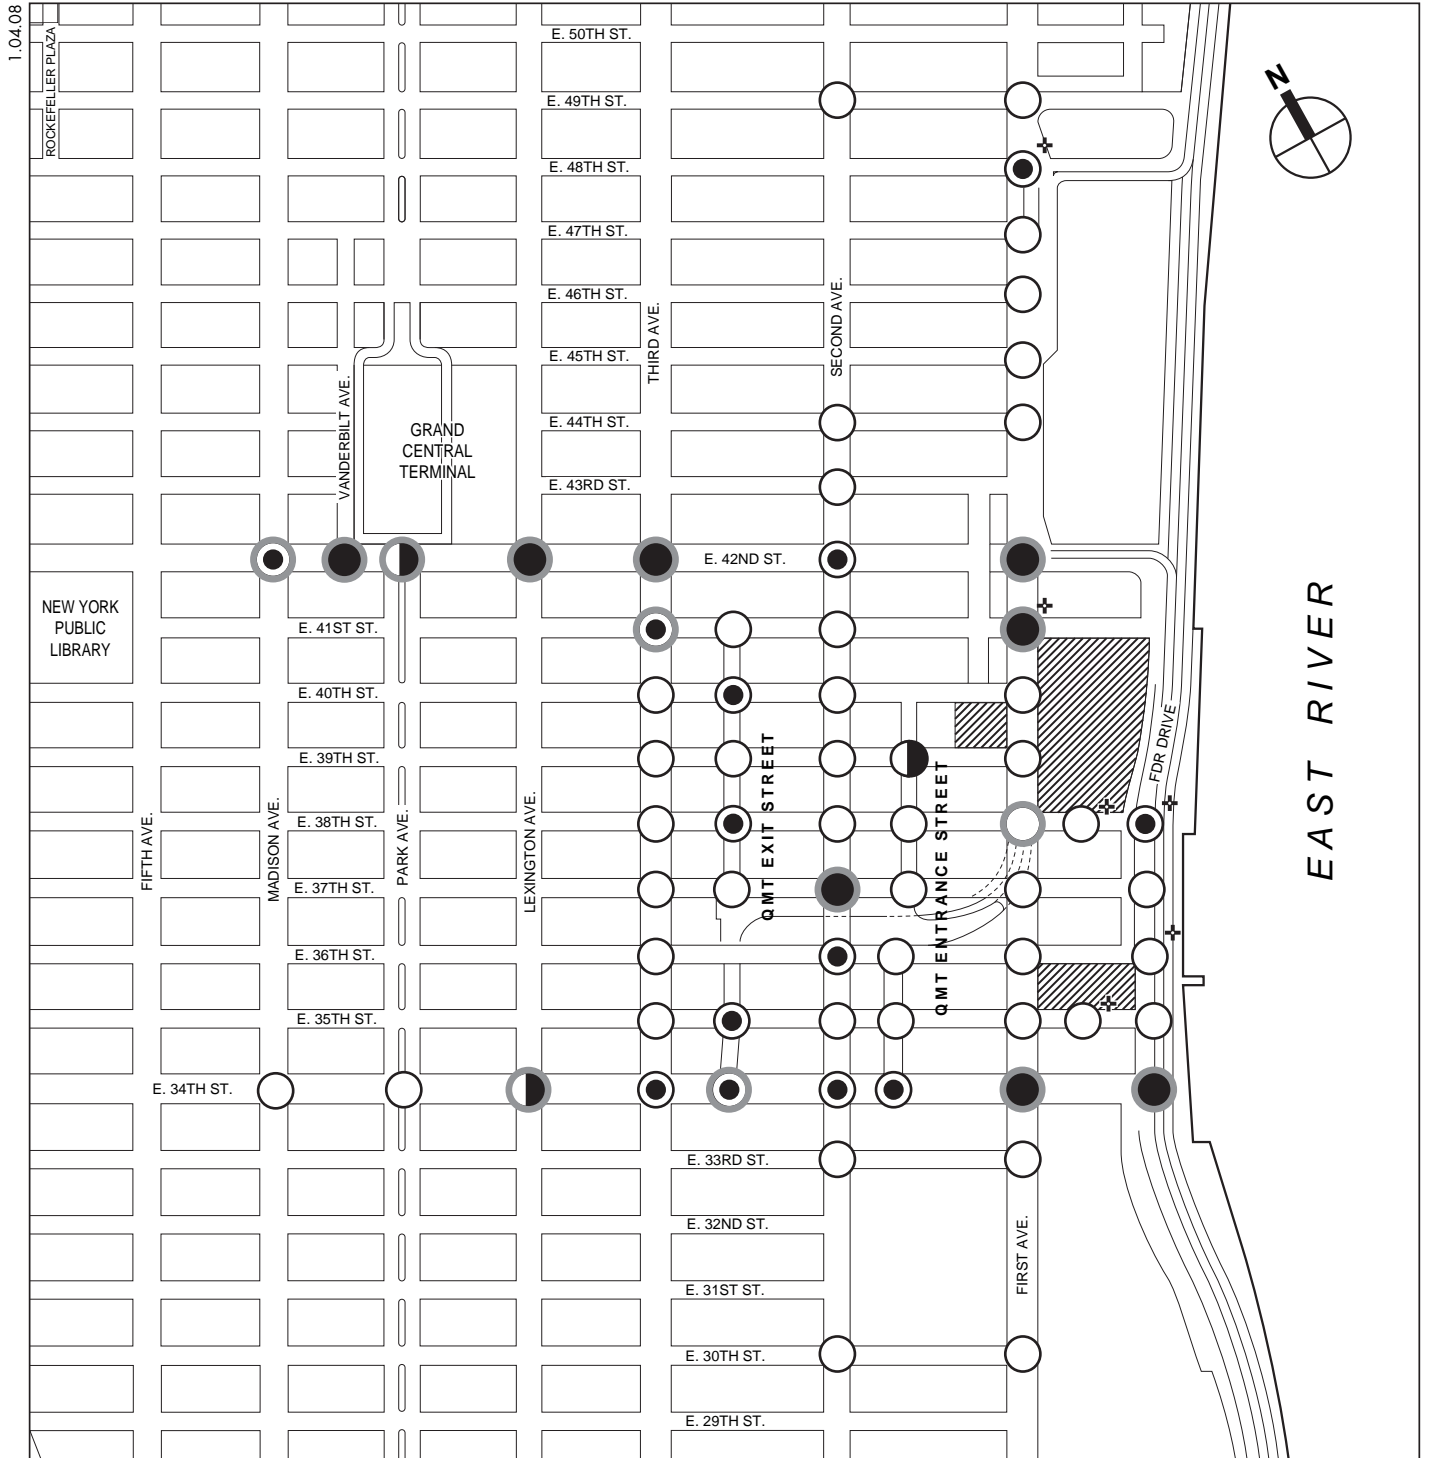 1.04.08
ROCKEFELLER PLAZA
E. 50TH ST.
E. 49TH ST.
N
E. 48TH ST.
E. 47TH ST.
E. 46TH ST.
THIRD AVE.
SECOND AVE.
E. 45TH ST.
VANDERBILT AVE.
GRAND
CENTRAL
TERMINAL
E. 44TH ST.
E. 43RD ST.
E. 42ND ST.
NEW YORK
PUBLIC
LIBRARY
E. 41ST ST.
E. 40TH ST.
E. 39TH ST.
E. 38TH ST.
E. 37TH ST.
E. 36TH ST.
E. 35TH ST.
E. 34TH ST.
FIFTH AVE.
MADISON AVE.
PARK AVE.
LEXINGTON AVE.
QMT EXIT STREET
QMT ENTRANCE STREET
FDR DRIVE
EAST RIVER
E. 33RD ST.
E. 32ND ST.
FIRST AVE.
E. 31ST ST.
E. 30TH ST.
E. 29TH ST.